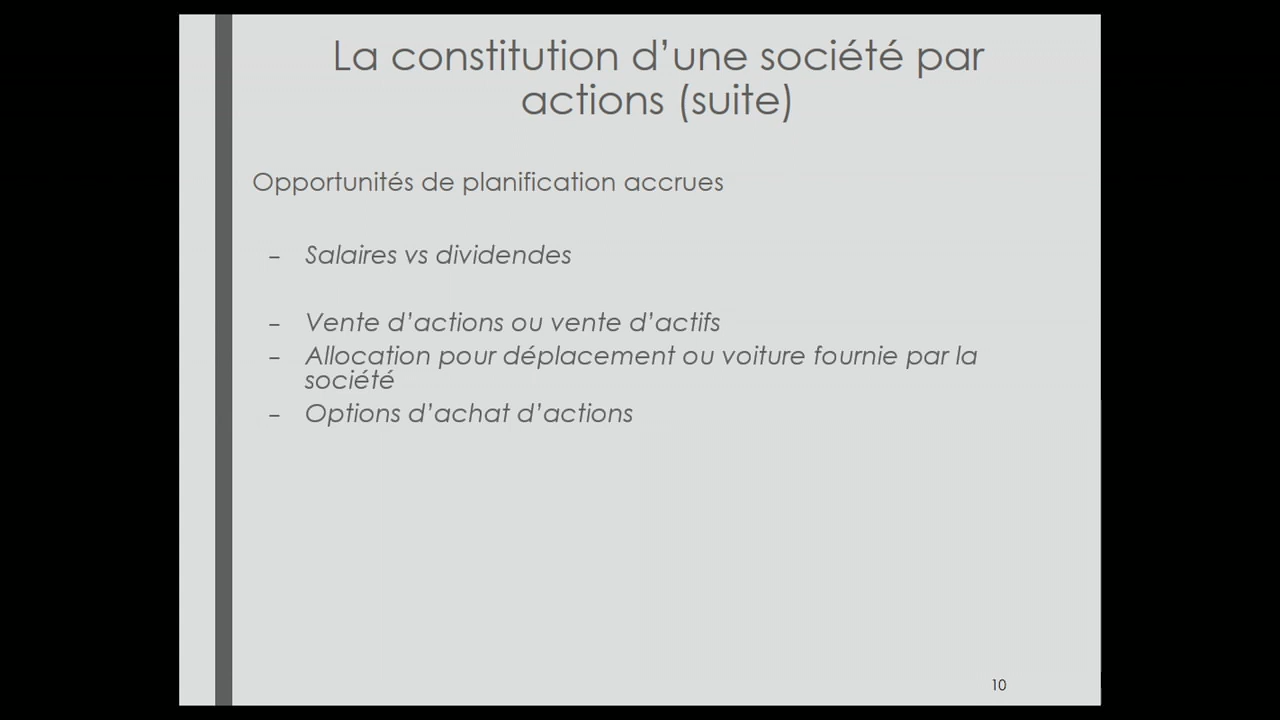 La constitution d’une société par
actions (suite)
Opportunités de planification accrues
– Salaires vs dividendes
– Vente d’actions ou vente d’actifs
– Allocation pour déplacement ou voiture fournie par la
société
– Options d’achat d’actions
10